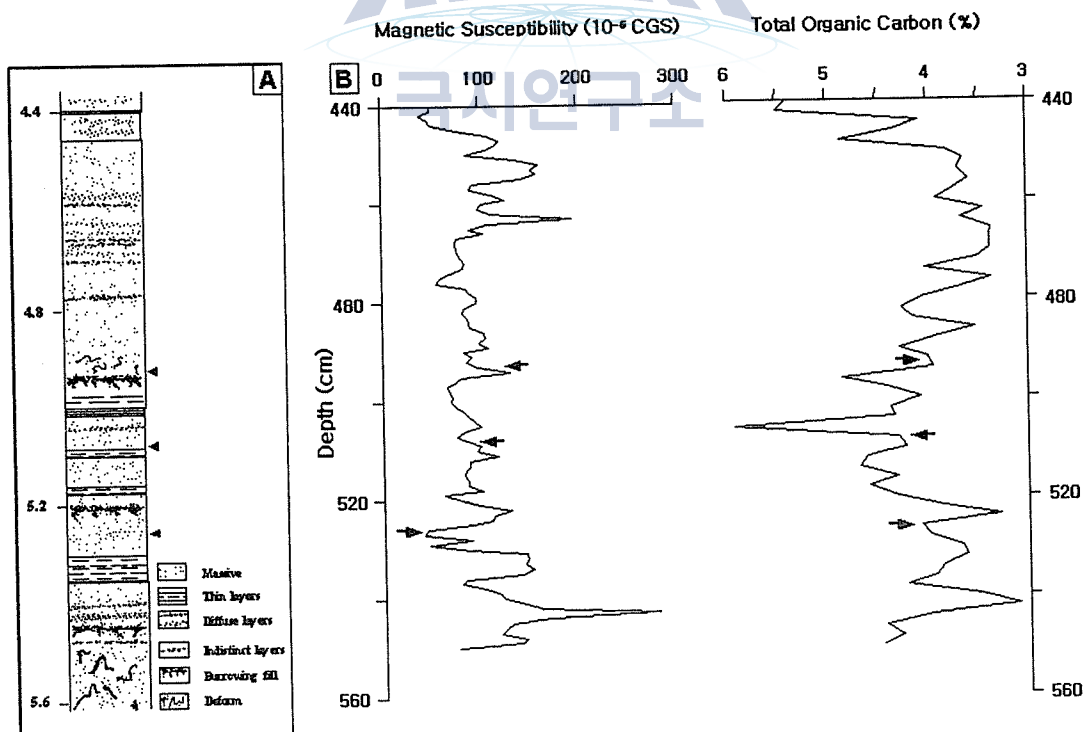 극지연구소
Magnetic Susceptibility (10⁻⁶ CGS)
Total Organic Carbon (%)
A
B
0 100 200 300
6 5 4 3
440
480
520
560
Depth (cm)
440
480
520
560
4.4
4.8
5.2
5.6
Massive
Thin layers
Diffuse layers
Indistinct layers
Burrowing fill
Deform